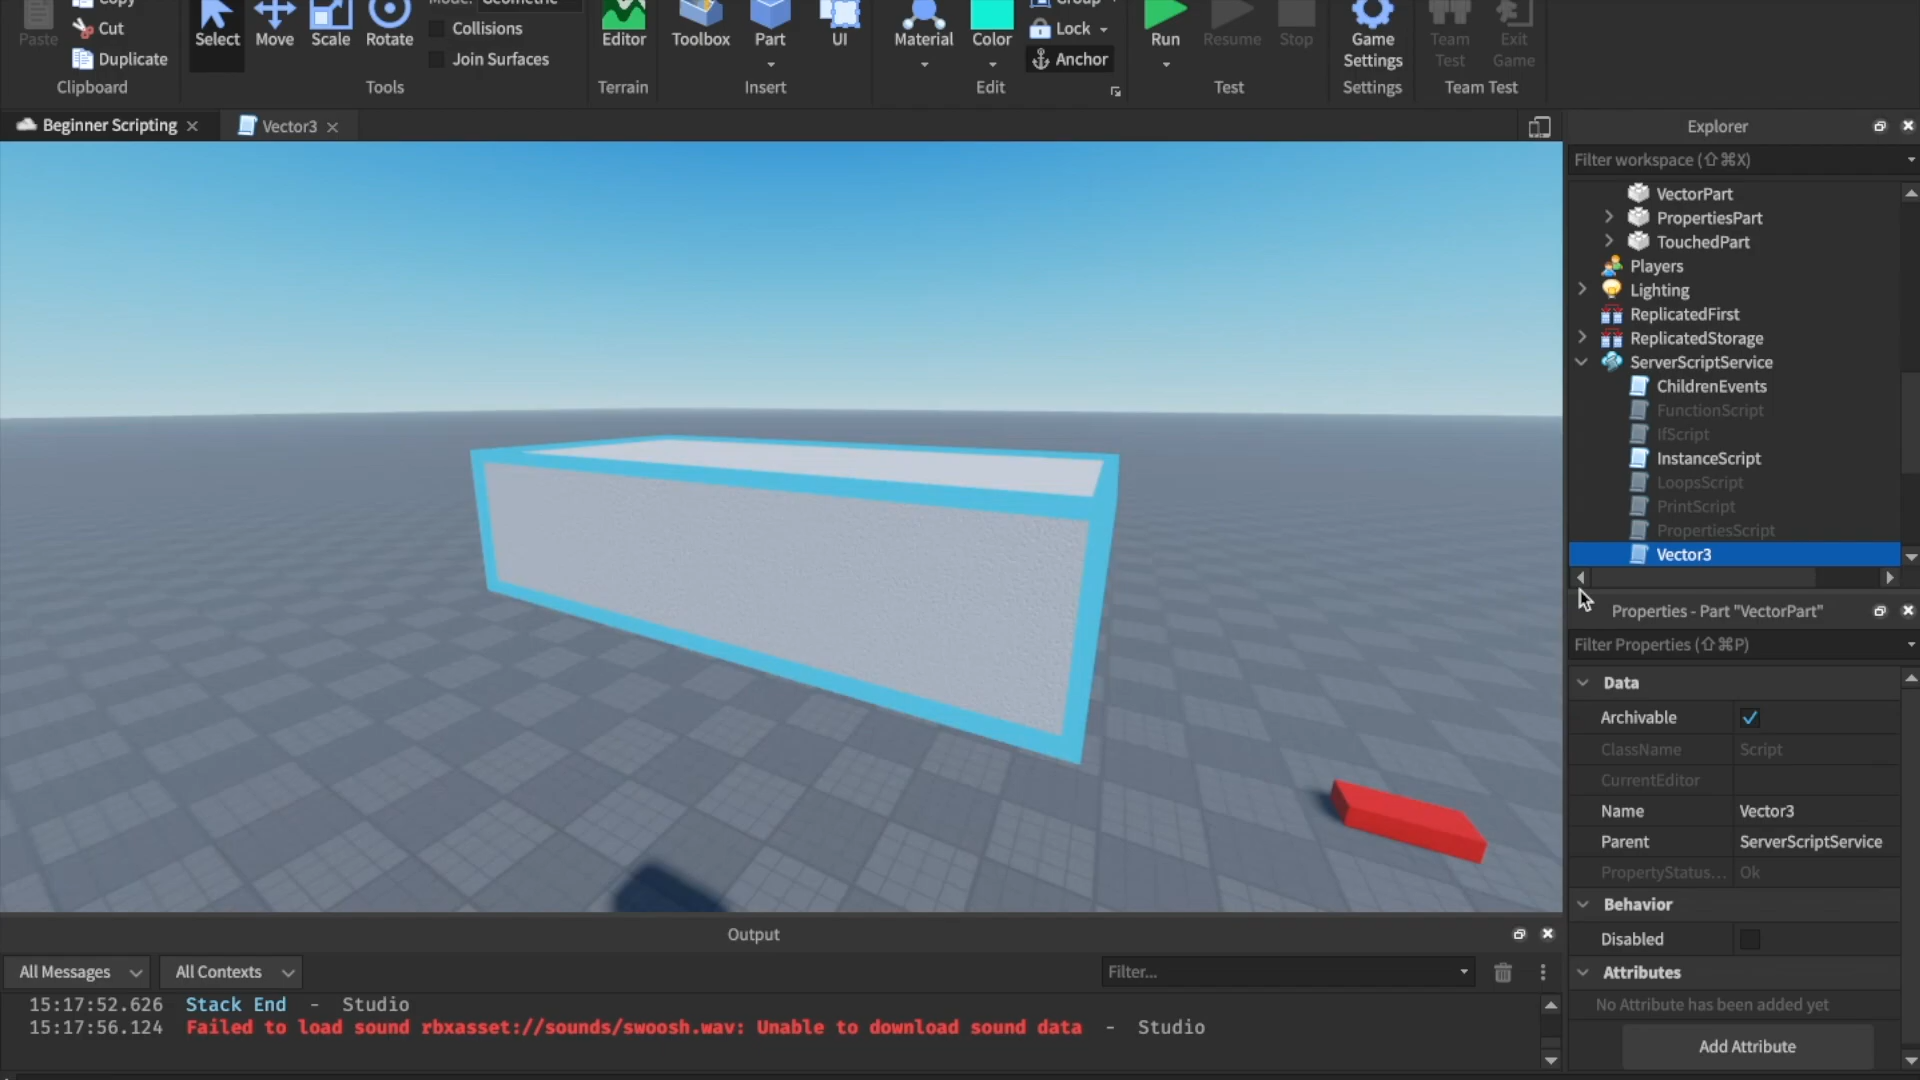 Paste
Copy
Cut
Duplicate
Clipboard
Select
Move
Scale
Rotate
Mode: Geometric
Collisions
Join Surfaces
Tools
Editor
Terrain
Toolbox
Part
UI
Insert
Material
Color
Group
Lock
Anchor
Edit
Run
Resume
Stop
Test
Game
Settings
Settings
Team
Test
Exit
Game
Team Test
Beginner Scripting
Vector3
Explorer
Filter workspace (⇧⌘X)
VectorPart
PropertiesPart
TouchedPart
Players
Lighting
ReplicatedFirst
ReplicatedStorage
ServerScriptService
ChildrenEvents
FunctionScript
IfScript
InstanceScript
LoopsScript
PrintScript
PropertiesScript
Vector3
Properties - Part "VectorPart"
Filter Properties (⇧⌘P)
Data
Archivable
ClassName Script
CurrentEditor
Name Vector3
Parent ServerScriptService
PropertyStatus... Ok
Behavior
Disabled
Attributes
No Attribute has been added yet
Add Attribute
Output
All Messages
All Contexts
Filter...
15:17:52.626 Stack End - Studio
15:17:56.124 Failed to load sound rbxasset://sounds/swoosh.wav: Unable to download sound data - Studio